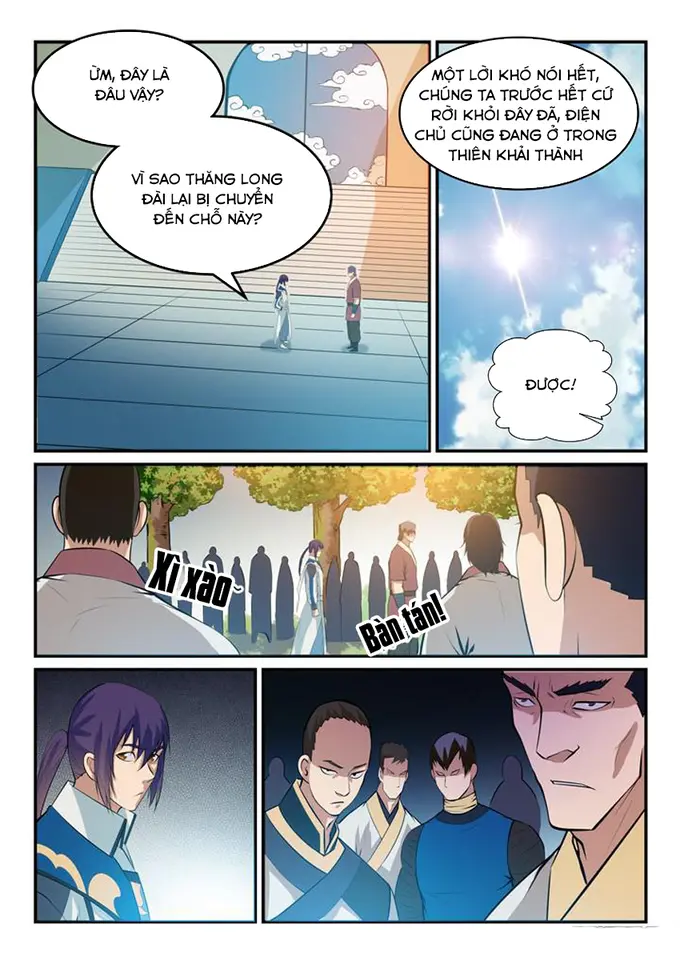 ỪM, ĐÂY LÀ
ĐÂU VẬY?
VÌ SAO THĂNG LONG
ĐÀI LẠI BỊ CHUYỂN
ĐẾN CHỖ NÀY?
MỘT LỜI KHÓ NÓI HẾT,
CHÚNG TA TRƯỚC HẾT CỨ
RỜI KHỎI ĐÂY ĐÃ, ĐIỆN
CHỦ CŨNG ĐANG Ở TRONG
THIÊN KHẢI THÀNH
ĐƯỢC!
Xì xào~
Bàn tán!